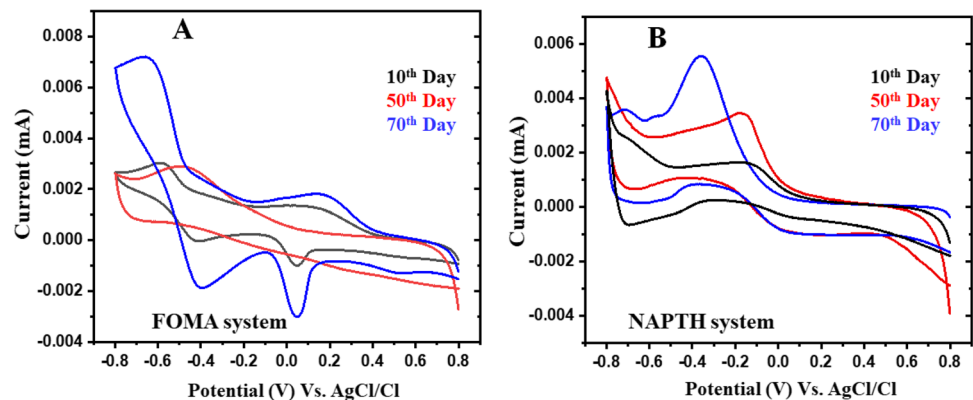 A
0.008
0.006
0.004
0.002
0.000
-0.002
-0.004
Current (mA)
10th Day
50th Day
70th Day
FOMA system
-0.8 -0.6 -0.4 -0.2 0.0 0.2 0.4 0.6 0.8
Potential (V) Vs. AgCl/Cl
B
0.006
0.004
0.002
0.000
-0.002
-0.004
Current (mA)
10th Day
50th Day
70th Day
NAPTH system
-0.8 -0.6 -0.4 -0.2 0.0 0.2 0.4 0.6 0.8
Potential (V) Vs. AgCl/Cl